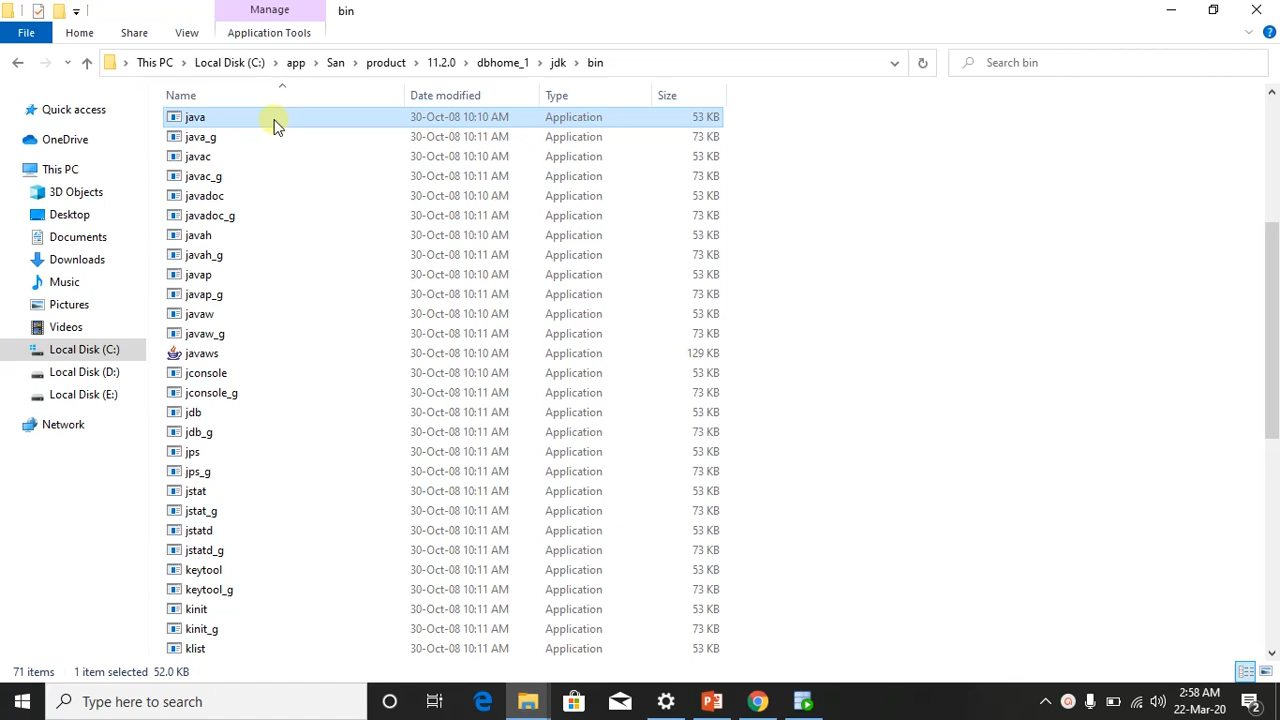 Manage
bin
File
Home
Share
View
Application Tools
This PC
Local Disk (C:)
app
San
product
11.2.0
dbhome_1
jdk
bin
Search bin
Name
Date modified
Type
Size
Quick access
OneDrive
This PC
3D Objects
Desktop
Documents
Downloads
Music
Pictures
Videos
Local Disk (C:)
Local Disk (D:)
Local Disk (E:)
Network
java 30-Oct-08 10:10 AM Application 53 KB
java_g 30-Oct-08 10:11 AM Application 73 KB
javac 30-Oct-08 10:10 AM Application 53 KB
javac_g 30-Oct-08 10:11 AM Application 73 KB
javadoc 30-Oct-08 10:10 AM Application 53 KB
javadoc_g 30-Oct-08 10:11 AM Application 73 KB
javah 30-Oct-08 10:10 AM Application 53 KB
javah_g 30-Oct-08 10:11 AM Application 73 KB
javap 30-Oct-08 10:10 AM Application 53 KB
javap_g 30-Oct-08 10:11 AM Application 73 KB
javaw 30-Oct-08 10:10 AM Application 53 KB
javaw_g 30-Oct-08 10:11 AM Application 73 KB
javaws 30-Oct-08 10:10 AM Application 129 KB
jconsole 30-Oct-08 10:10 AM Application 53 KB
jconsole_g 30-Oct-08 10:11 AM Application 73 KB
jdb 30-Oct-08 10:11 AM Application 53 KB
jdb_g 30-Oct-08 10:11 AM Application 73 KB
jps 30-Oct-08 10:11 AM Application 53 KB
jps_g 30-Oct-08 10:11 AM Application 73 KB
jstat 30-Oct-08 10:11 AM Application 53 KB
jstat_g 30-Oct-08 10:11 AM Application 73 KB
jstatd 30-Oct-08 10:11 AM Application 53 KB
jstatd_g 30-Oct-08 10:11 AM Application 73 KB
keytool 30-Oct-08 10:11 AM Application 53 KB
keytool_g 30-Oct-08 10:11 AM Application 73 KB
kinit 30-Oct-08 10:11 AM Application 53 KB
kinit_g 30-Oct-08 10:11 AM Application 73 KB
klist 30-Oct-08 10:11 AM Application 53 KB
71 items 1 item selected 52.0 KB
Type here to search
2:58 AM
22-Mar-20
2